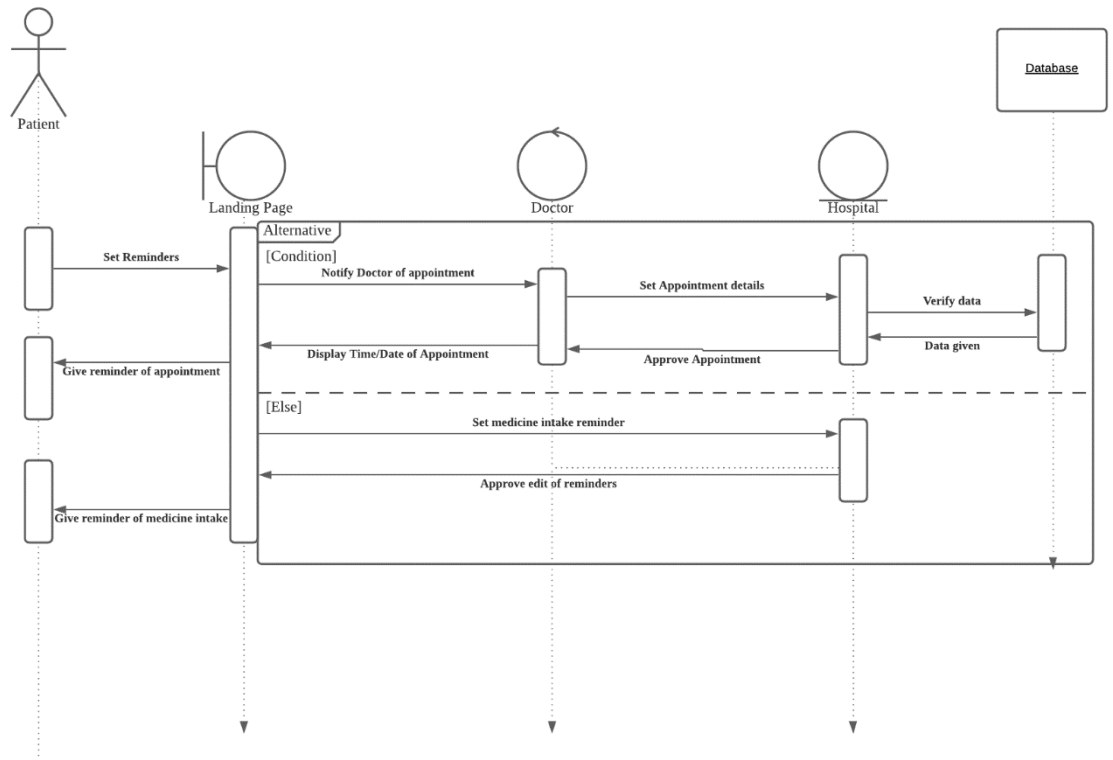 Database
Patient
Landing Page
Doctor
Hospital
Alternative
[Condition]
Set Reminders
Notify Doctor of appointment
Set Appointment details
Verify data
Data given
Display Time/Date of Appointment
Approve Appointment
Give reminder of appointment
[Else]
Set medicine intake reminder
Approve edit of reminders
Give reminder of medicine intake